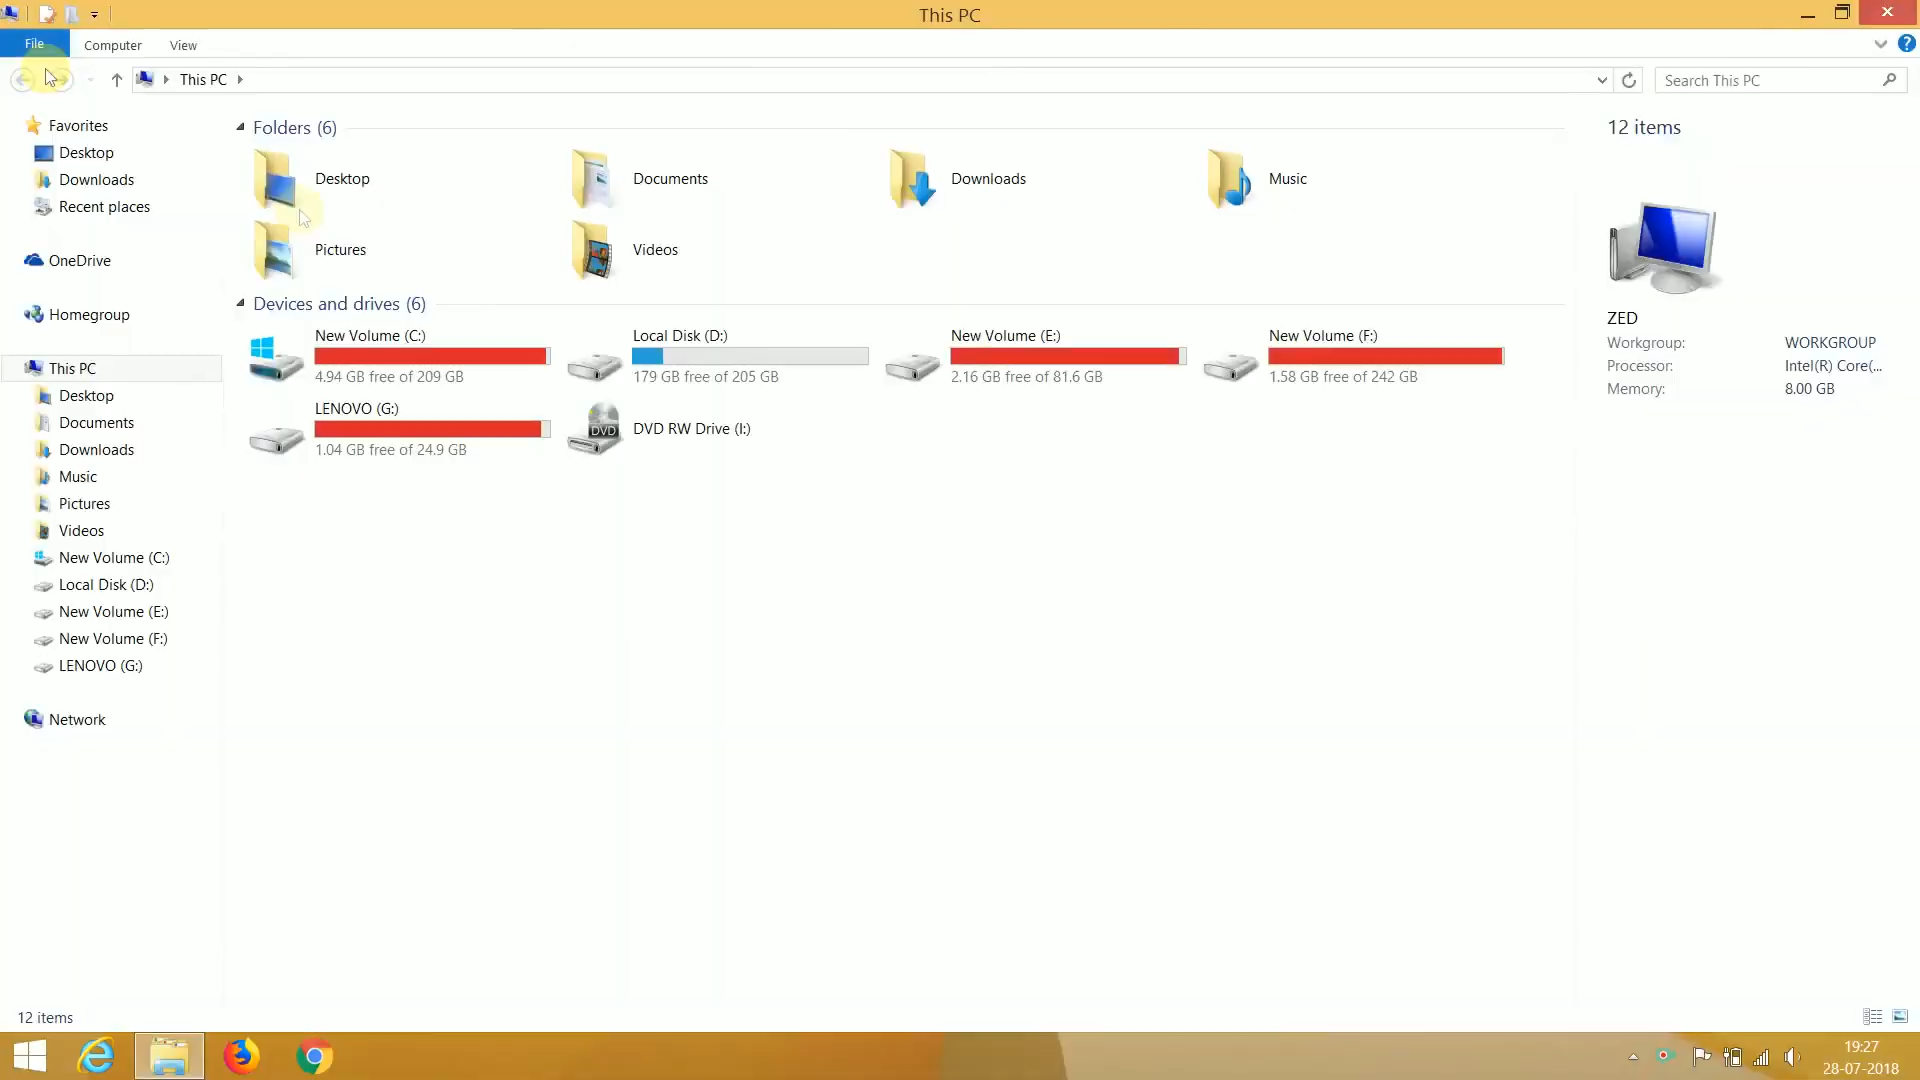 This PC
File
Computer
View
This PC
Search This PC
Favorites
Desktop
Downloads
Recent places
OneDrive
Homegroup
This PC
Desktop
Documents
Downloads
Music
Pictures
Videos
New Volume (C:)
Local Disk (D:)
New Volume (E:)
New Volume (F:)
LENOVO (G:)
Network
Folders (6)
Desktop
Documents
Downloads
Music
Pictures
Videos
Devices and drives (6)
New Volume (C:)
4.94 GB free of 209 GB
Local Disk (D:)
179 GB free of 205 GB
New Volume (E:)
2.16 GB free of 81.6 GB
New Volume (F:)
1.58 GB free of 242 GB
LENOVO (G:)
1.04 GB free of 24.9 GB
DVD
DVD RW Drive (I:)
12 items
ZED
Workgroup: WORKGROUP
Processor: Intel(R) Core(...
Memory: 8.00 GB
12 items
19:27
28-07-2018